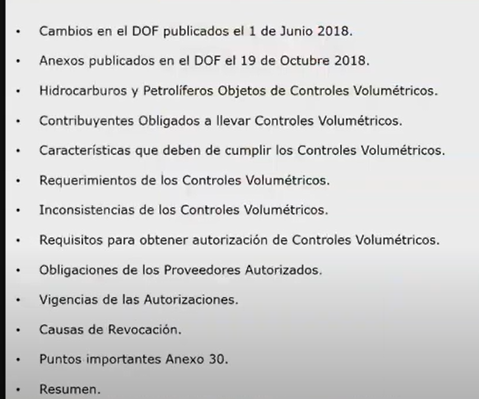 • Cambios en el DOF publicados el 1 de Junio 2018.
• Anexos publicados en el DOF el 19 de Octubre 2018.
• Hidrocarburos y Petrolíferos Objetos de Controles Volumétricos.
• Contribuyentes Obligados a llevar Controles Volumétricos.
• Características que deben de cumplir los Controles Volumétricos.
• Requerimientos de los Controles Volumétricos.
• Inconsistencias de los Controles Volumétricos.
• Requisitos para obtener autorización de Controles Volumétricos.
• Obligaciones de los Proveedores Autorizados.
• Vigencias de las Autorizaciones.
• Causas de Revocación.
• Puntos importantes Anexo 30.
• Resumen.